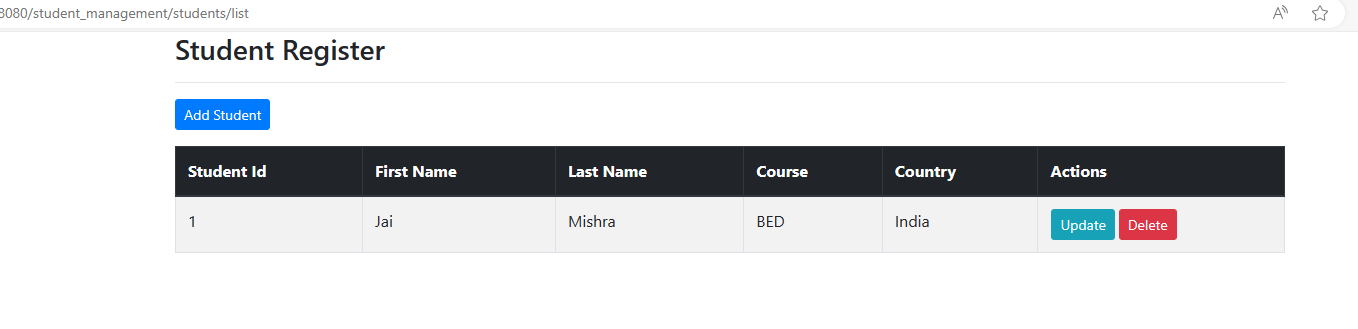 8080/student_management/students/list
Student Register
Add Student
Student Id First Name Last Name Course Country Actions
1 Jai Mishra BED India Update Delete